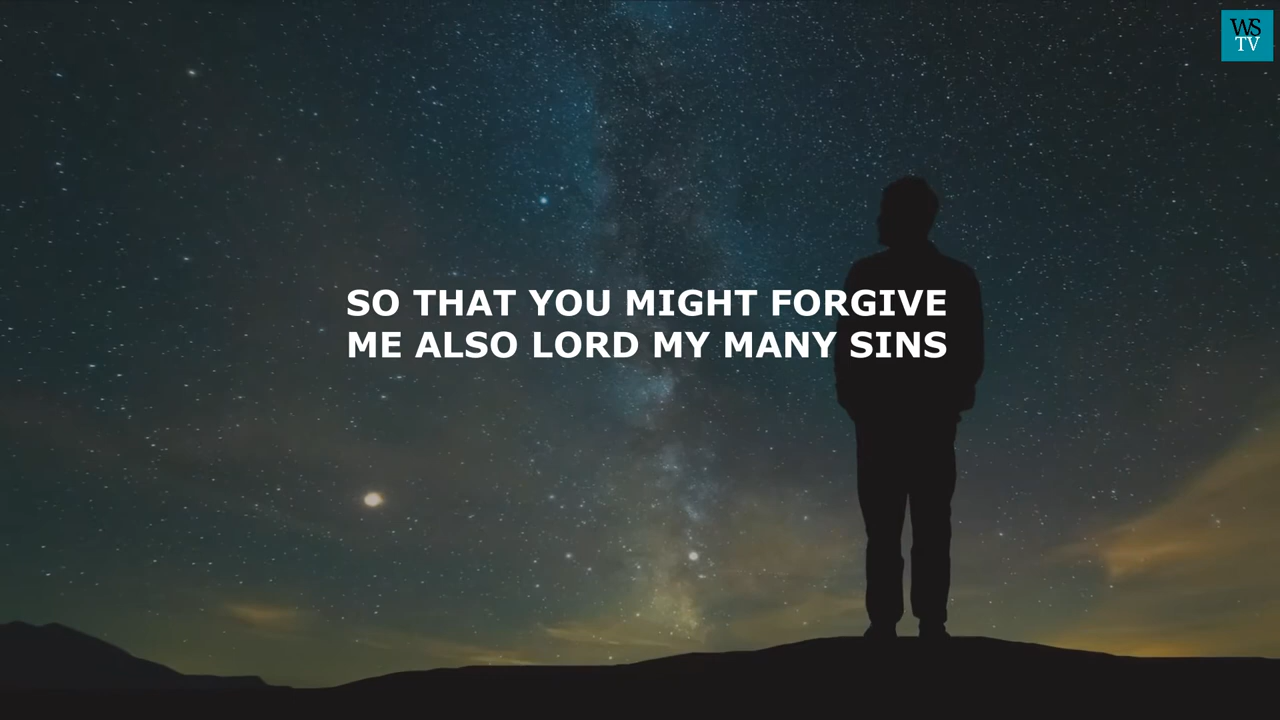 WS
TV
SO THAT YOU MIGHT FORGIVE
ME ALSO LORD MY MANY SINS